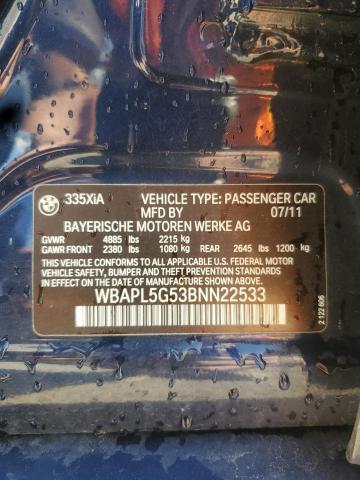 335XiA VEHICLE TYPE: PASSENGER CAR
MFD BY 07/11
BAYERISCHE MOTOREN WERKE AG
GVWR 4885 lbs 2215 kg
GAWR FRONT 2380 lbs 1080 kg REAR 2645 lbs 1200 kg
THIS VEHICLE CONFORMS TO ALL APPLICABLE U.S. FEDERAL
MOTOR VEHICLE SAFETY, BUMPER, AND THEFT PREVENTION
STANDARDS IN EFFECT ON THE DATE OF MANUFACTURE SHOWN ABOVE.
WBAPL5G53BNN22533
2 122 606